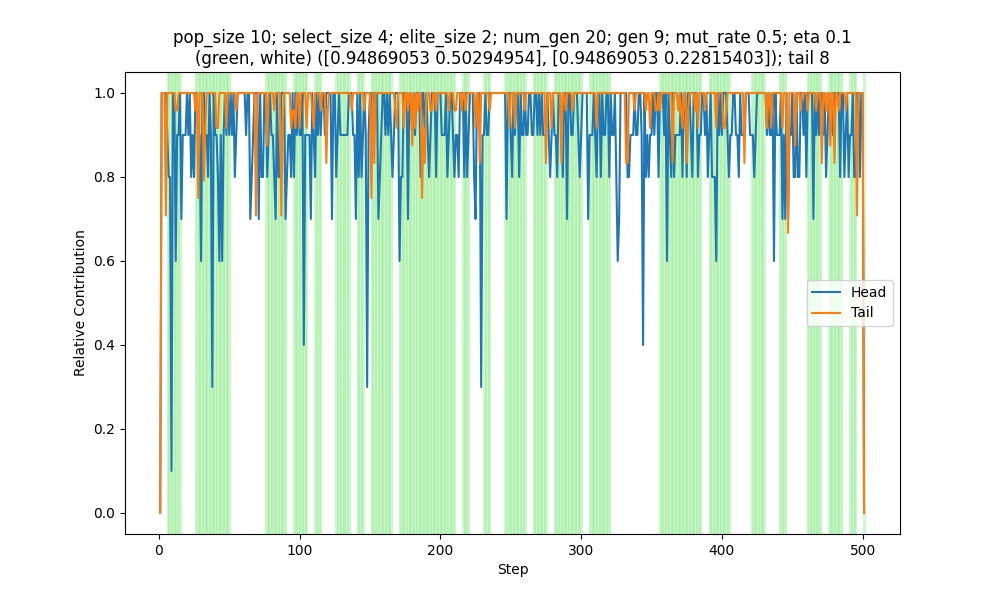 pop_size 10; select_size 4; elite_size 2; num_gen 20; gen 9; mut_rate 0.5; eta 0.1
(green, white) ([0.94869053 0.50294954], [0.94869053 0.22815403]); tail 8
1.0
0.8
0.6
0.4
0.2
0.0
Relative Contribution
Head
Tail
0
100
200
300
400
500
Step